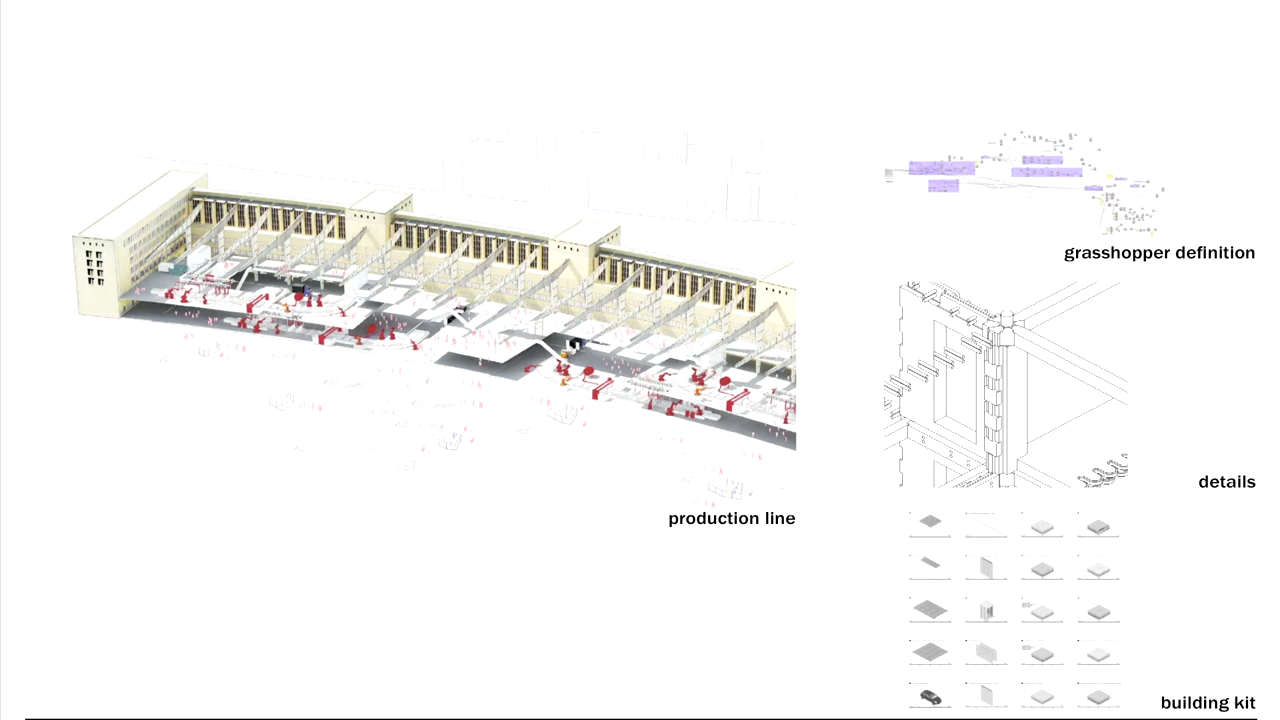 grasshopper definition
details
production line
building kit